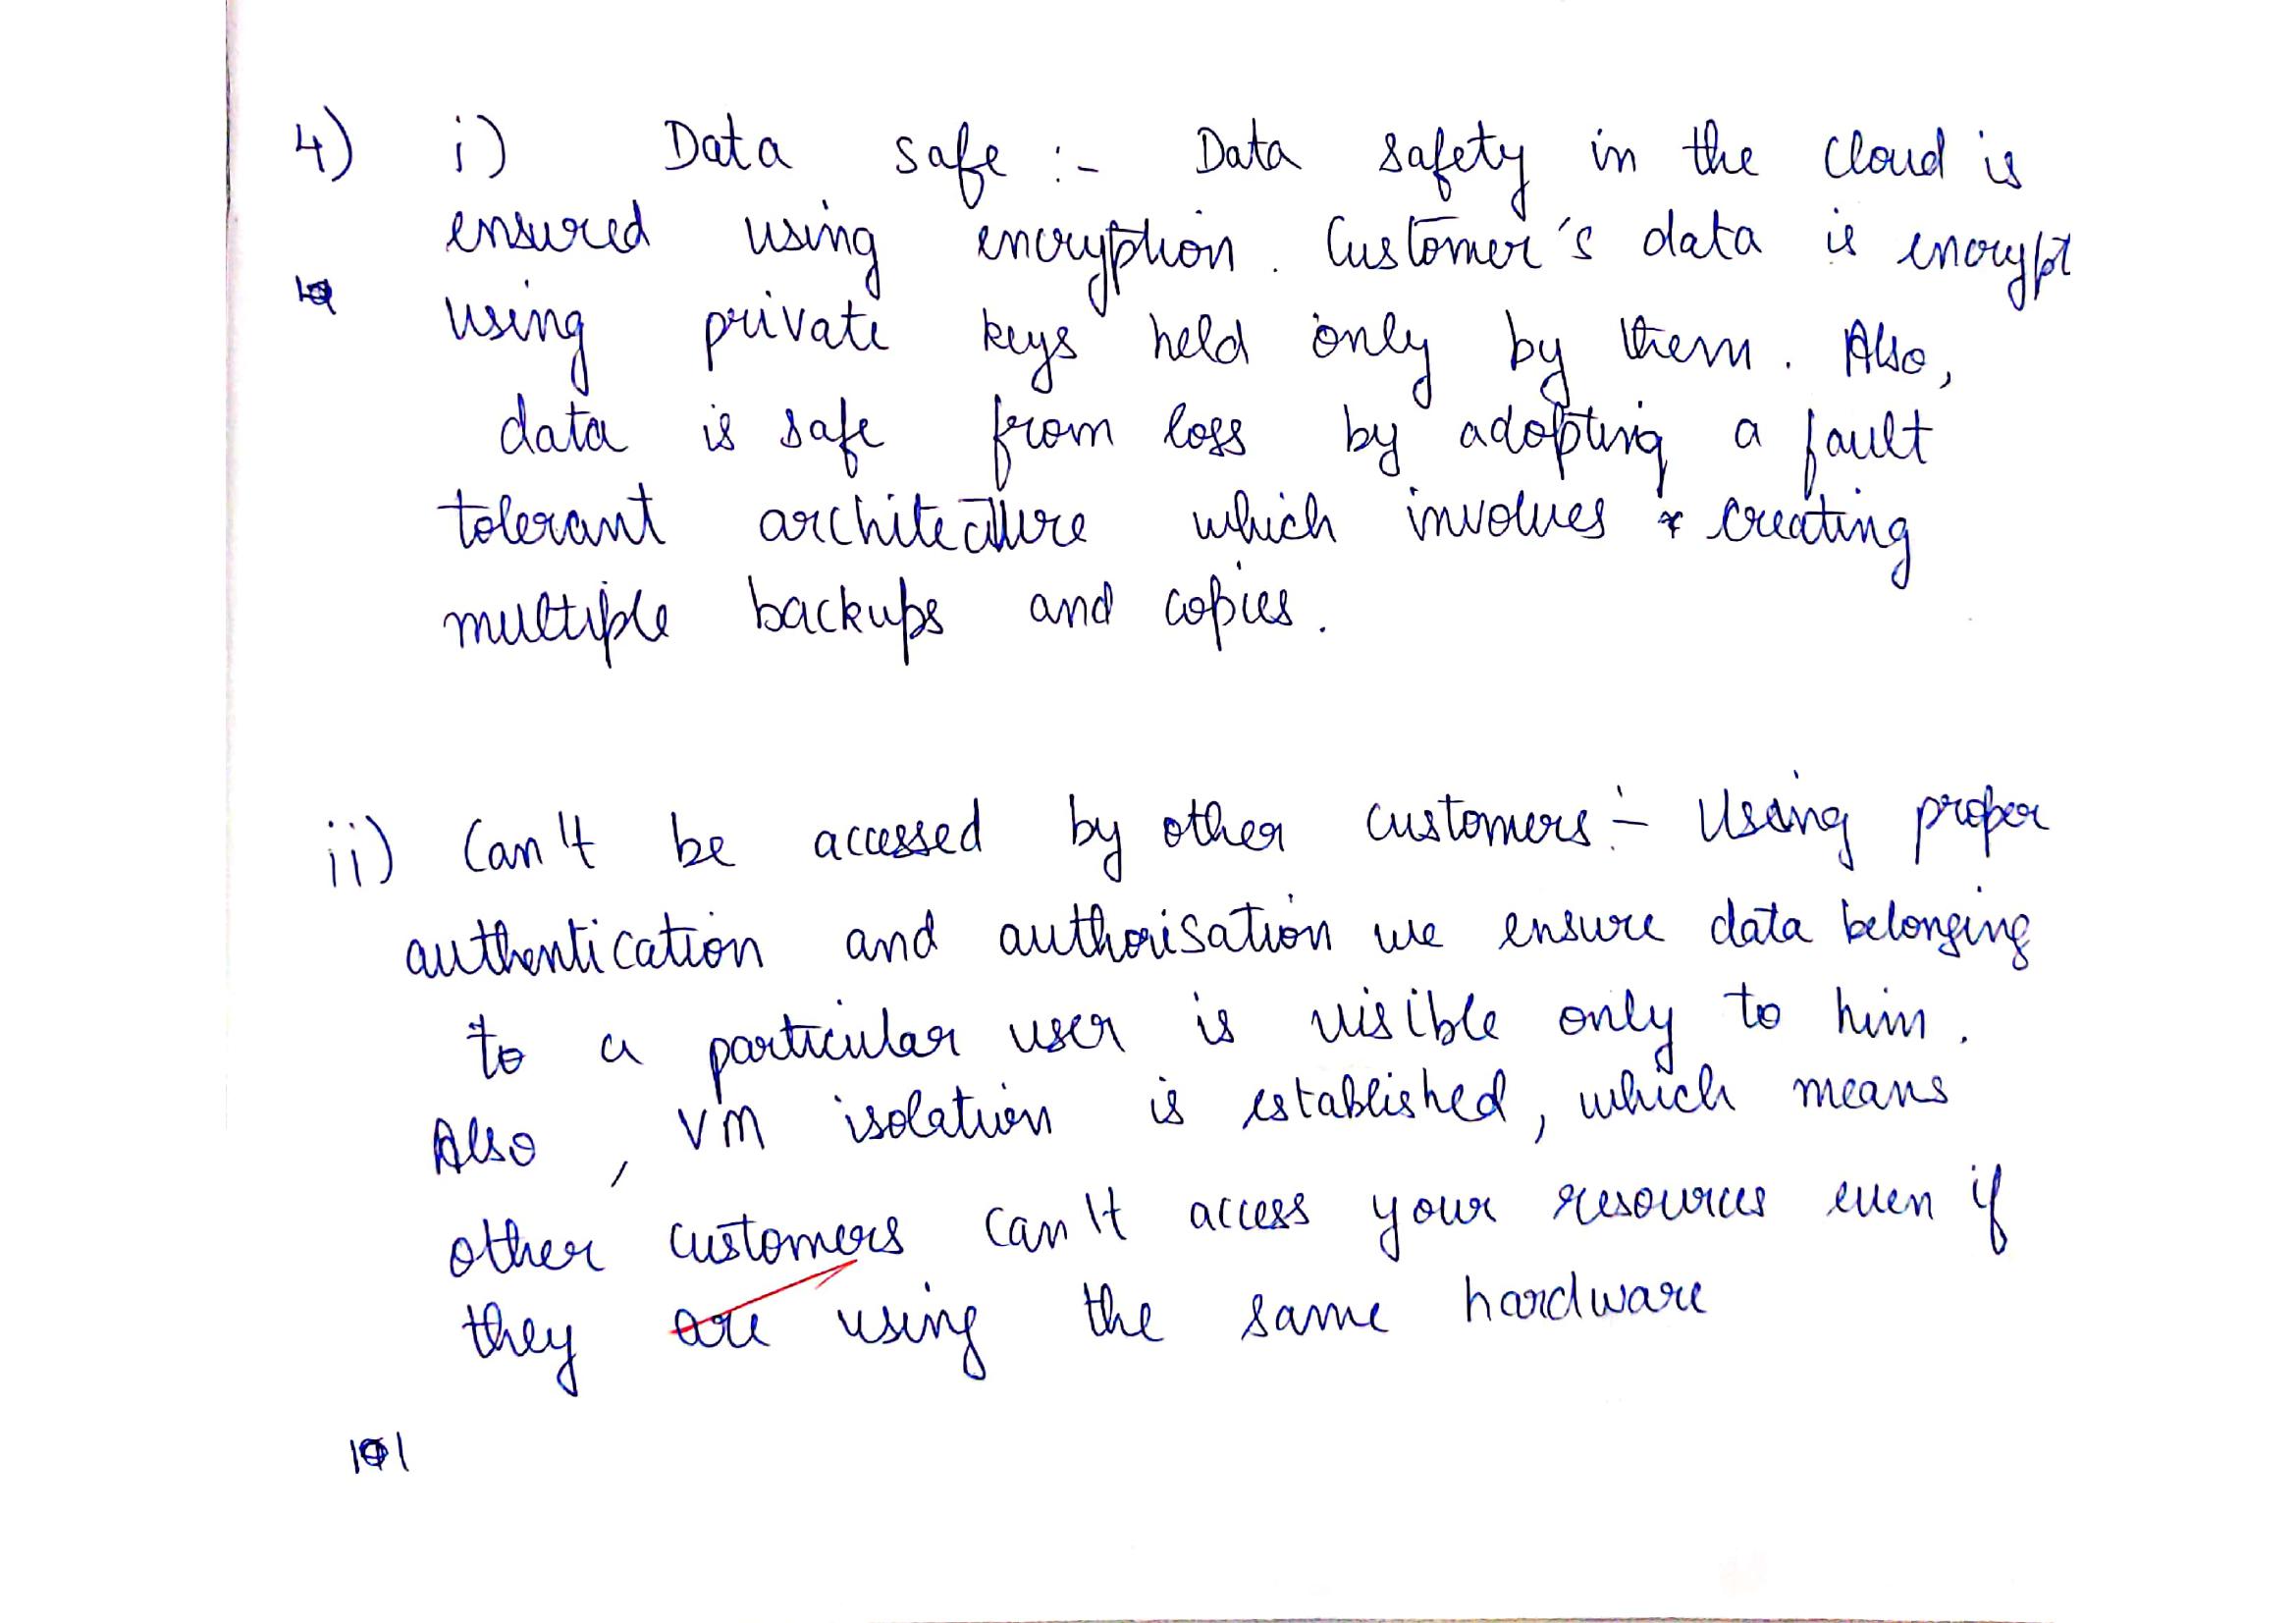 4) i) Data safe :- Data safety in the cloud is
ensured using encryption. Customer's data is encrypt
using private keys held only by them. Also,
data is safe from loss by adopting a fault
tolerant architecture which involves creating
multiple backups and copies.
ii) Can't be accessed by other customers :- Using proper
authentication and authorisation we ensure data belonging
to a particular user is visible only to him.
Also, VM isolation is established, which means
other customers can't access your resources even if
they are using the same hardware